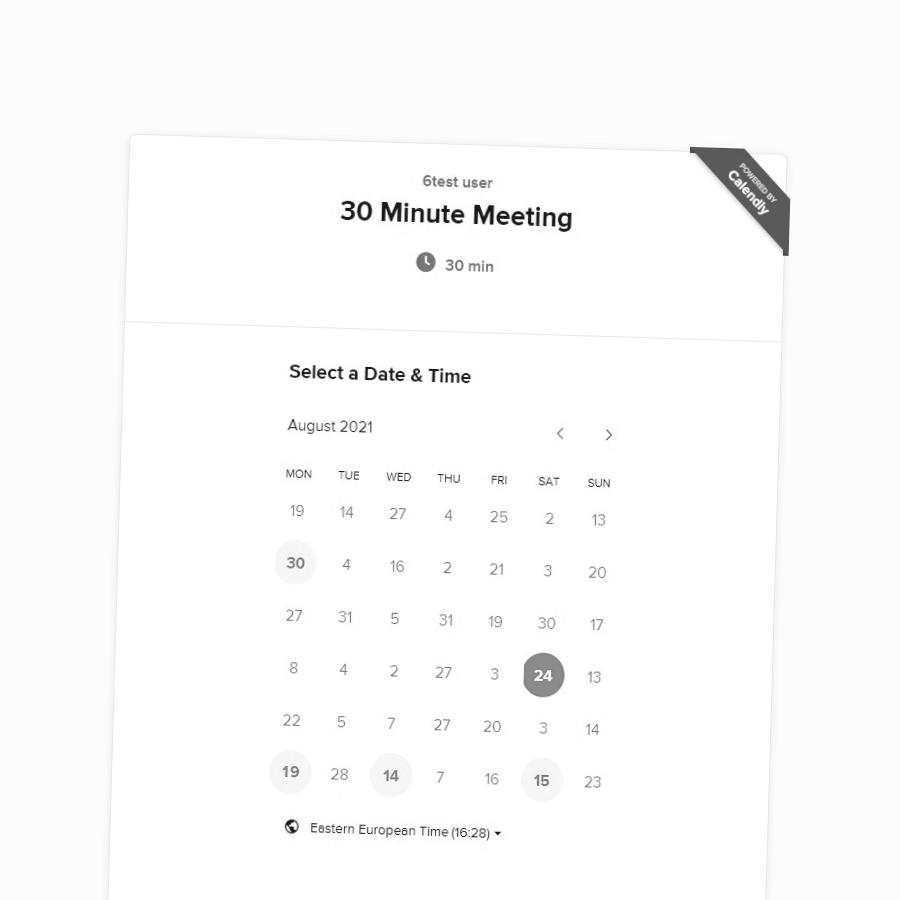 POWERED BY
Calendly
6test user
30 Minute Meeting
30 min
Select a Date & Time
August 2021
MON TUE WED THU FRI SAT SUN
19 14 27 4 25 2 13
30 4 16 2 21 3 20
27 31 5 31 19 30 17
8 4 2 27 3 24 13
22 5 7 27 20 3 14
19 28 14 7 16 15 23
Eastern European Time (16:28)